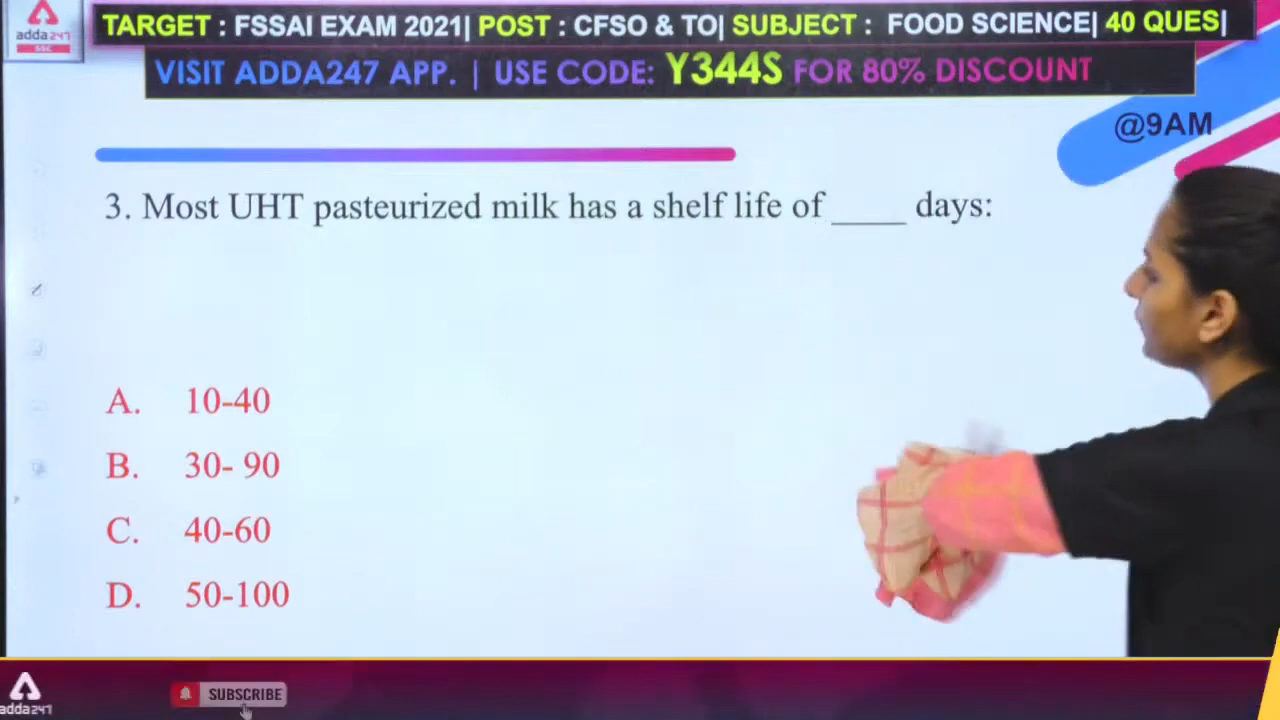 adda247
SSC
TARGET : FSSAI EXAM 2021| POST : CFSO & TO| SUBJECT : FOOD SCIENCE| 40 QUES|
VISIT ADDA247 APP. | USE CODE: Y344S FOR 80% DISCOUNT
@9AM
3. Most UHT pasteurized milk has a shelf life of ____ days:
A. 10-40
B. 30- 90
C. 40-60
D. 50-100
adda247
SUBSCRIBE